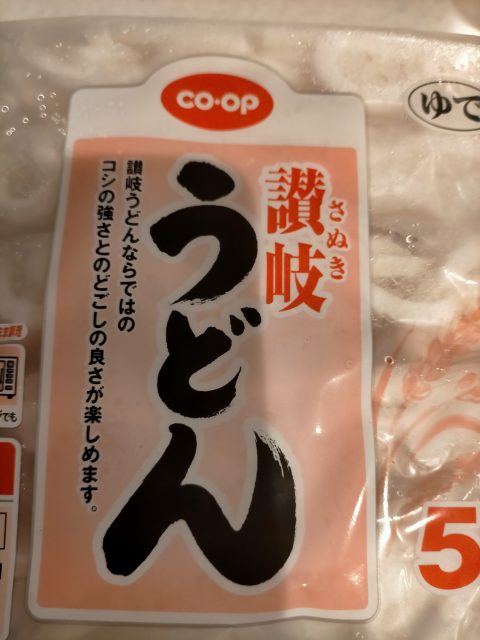 CO·OP
ゆで
さぬき
讃岐
うどん
讃岐うどんならではの
コシの強さとのどごしの良さが楽しめます。
5
でも